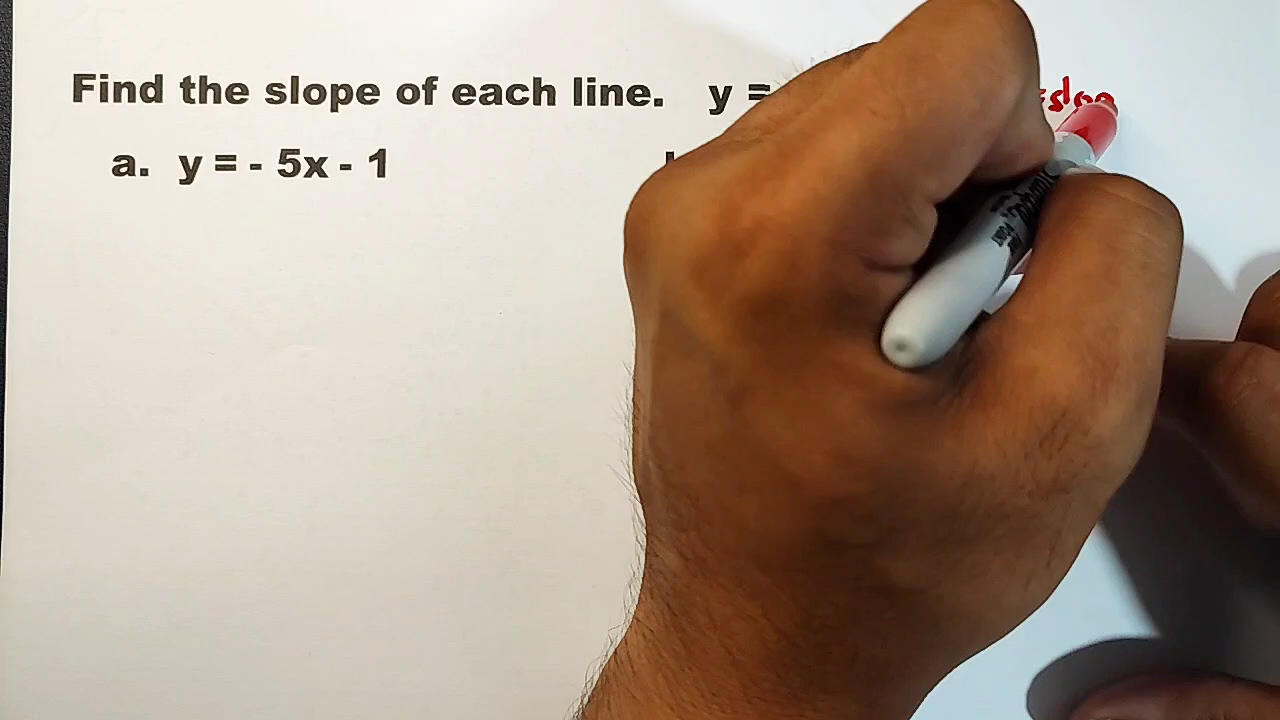 Find the slope of each line. y =
a. y = - 5x - 1